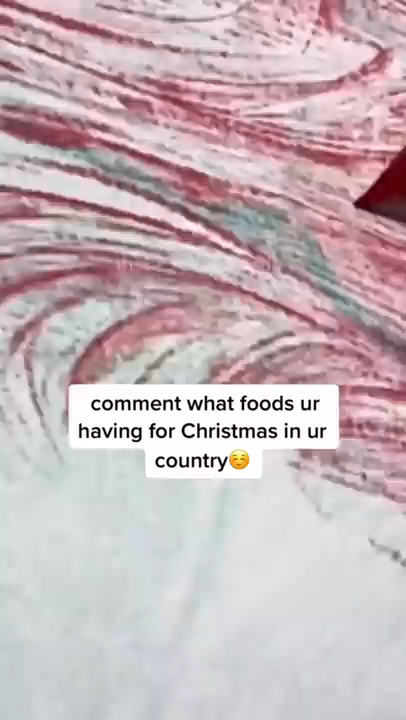 comment what foods ur
having for Christmas in ur
country☺️